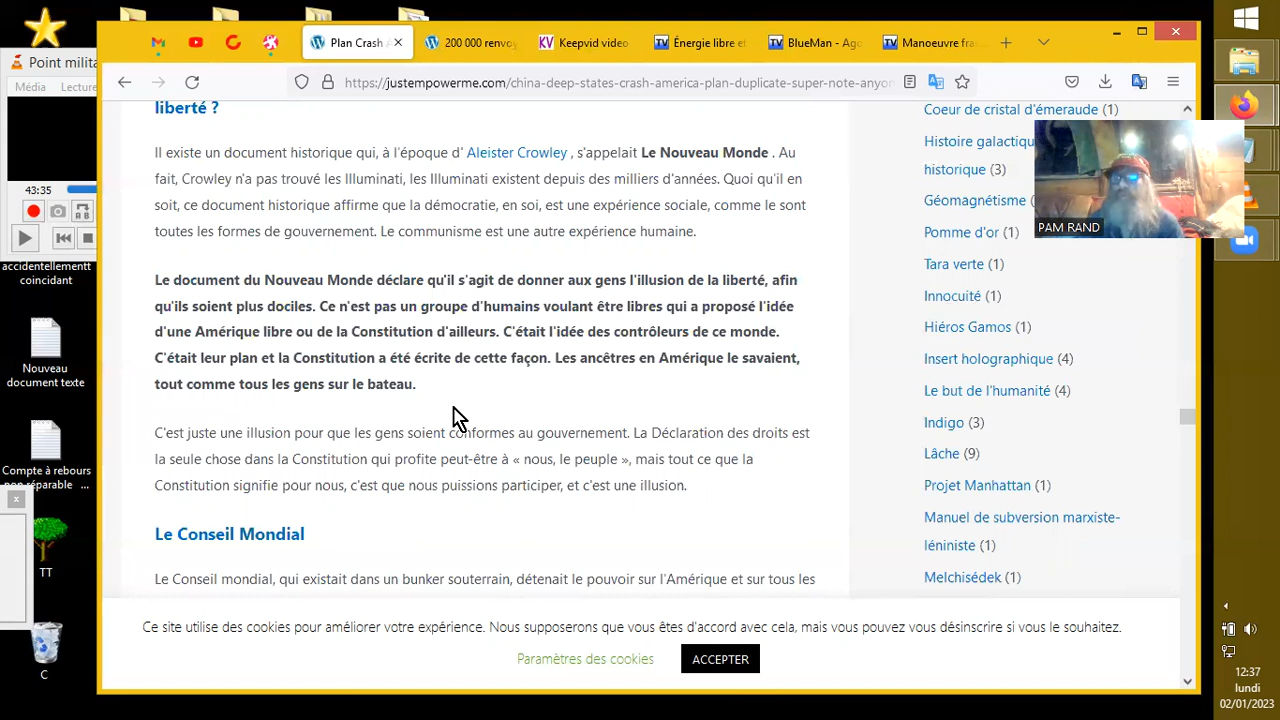 Point milita
Média Lecture
43:35
accidentellementt
coincidant
Nouveau
document texte
Compte à rebours
non réparable ...
TT
C
Plan Crash A
200 000 renvoy
Keepvid video
Énergie libre et
BlueMan - Ago
Manoeuvre fra
https://justempowerme.com/china-deep-states-crash-america-plan-duplicate-super-note-anyon
liberté ?
Il existe un document historique qui, à l'époque d' Aleister Crowley , s'appelait Le Nouveau Monde . Au
fait, Crowley n'a pas trouvé les Illuminati, les Illuminati existent depuis des milliers d'années. Quoi qu'il en
soit, ce document historique affirme que la démocratie, en soi, est une expérience sociale, comme le sont
toutes les formes de gouvernement. Le communisme est une autre expérience humaine.
Le document du Nouveau Monde déclare qu'il s'agit de donner aux gens l'illusion de la liberté, afin
qu'ils soient plus dociles. Ce n'est pas un groupe d'humains voulant être libres qui a proposé l'idée
d'une Amérique libre ou de la Constitution d'ailleurs. C'était l'idée des contrôleurs de ce monde.
C'était leur plan et la Constitution a été écrite de cette façon. Les ancêtres en Amérique le savaient,
tout comme tous les gens sur le bateau.
C'est juste une illusion pour que les gens soient conformes au gouvernement. La Déclaration des droits est
la seule chose dans la Constitution qui profite peut-être à « nous, le peuple », mais tout ce que la
Constitution signifie pour nous, c'est que nous puissions participer, et c'est une illusion.
Le Conseil Mondial
Le Conseil mondial, qui existait dans un bunker souterrain, détenait le pouvoir sur l'Amérique et sur tous les
Coeur de cristal d'émeraude (1)
Histoire galactiqu
historique (3)
Géomagnétisme
Pomme d'or (1)
Tara verte (1)
Innocuité (1)
Hiéros Gamos (1)
Insert holographique (4)
Le but de l'humanité (4)
Indigo (3)
Lâche (9)
Projet Manhattan (1)
Manuel de subversion marxiste-
léniniste (1)
Melchisédek (1)
PAM RAND
Ce site utilise des cookies pour améliorer votre expérience. Nous supposerons que vous êtes d'accord avec cela, mais vous pouvez vous désinscrire si vous le souhaitez.
Paramètres des cookies
ACCEPTER
12:37
lundi
02/01/2023